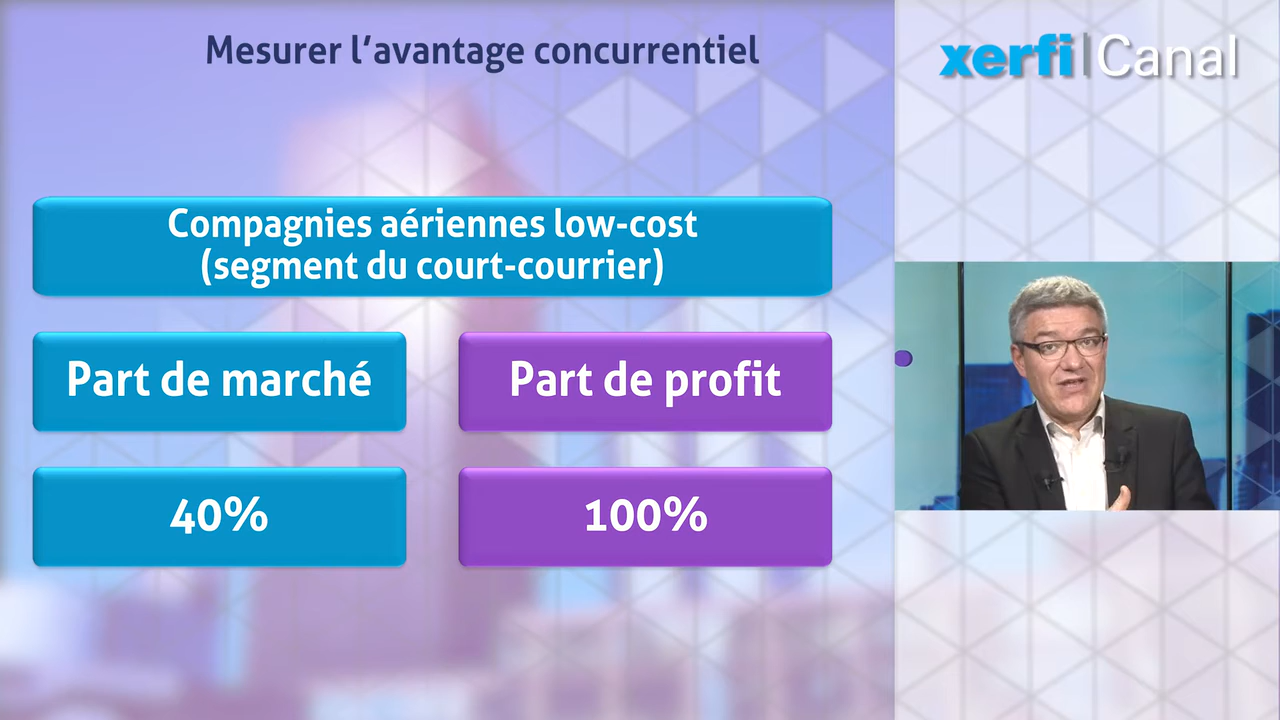 Mesurer l’avantage concurrentiel
xerfi|Canal
Compagnies aériennes low-cost
(segment du court-courrier)
Part de marché
Part de profit
40%
100%